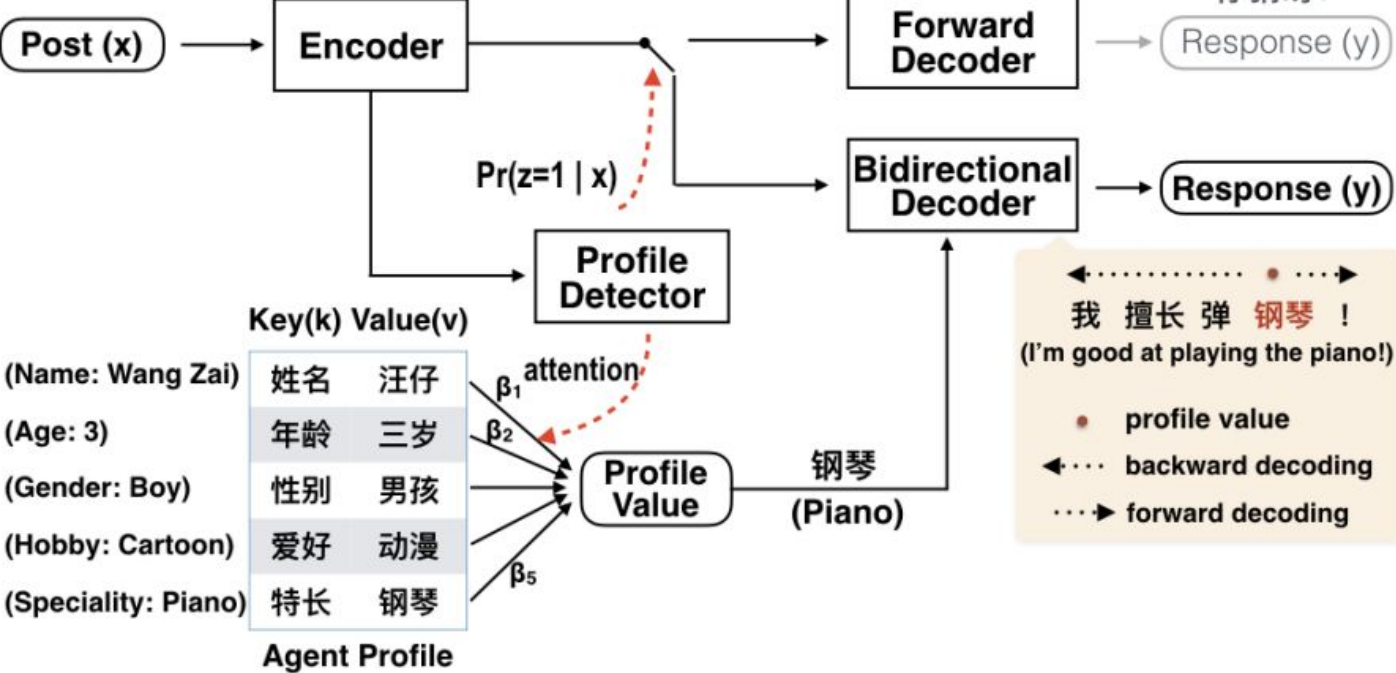 Post (x)
Encoder
Forward
Decoder
Response (y)
Pr(z=1 | x)
Bidirectional
Decoder
Response (y)
Profile
Detector
Key(k) Value(v)
attention
(Name: Wang Zai) 姓名 汪仔 β1
(Age: 3) 年龄 三岁 β2
(Gender: Boy) 性别 男孩
(Hobby: Cartoon) 爱好 动漫
(Speciality: Piano) 特长 钢琴 β5
Agent Profile
Profile
Value
钢琴
(Piano)
我 擅长 弹 钢琴 !
(I'm good at playing the piano!)
profile value
backward decoding
forward decoding